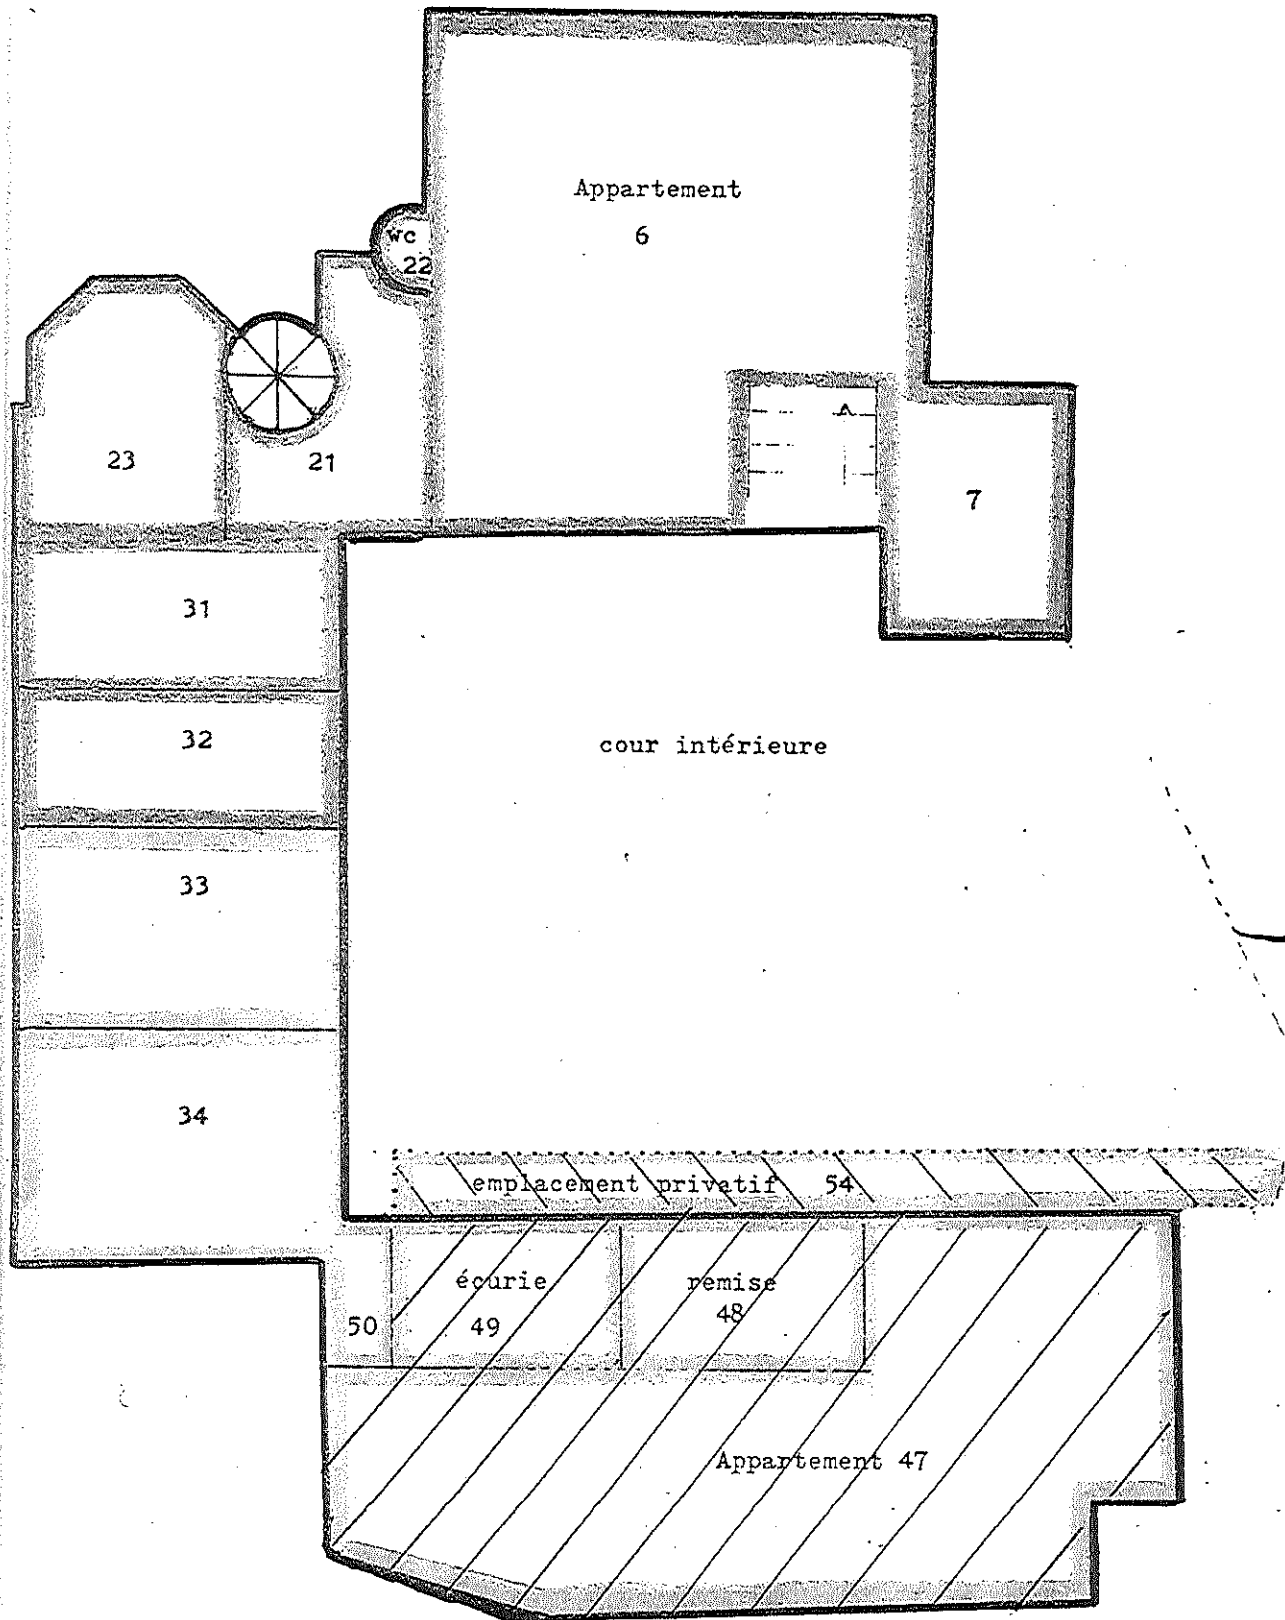 Appartement
6
wc
22
23
21
7
31
32
cour intérieure
33
34
emplacement privatif 54
écurie
49
remise
48
50
Appartement 47